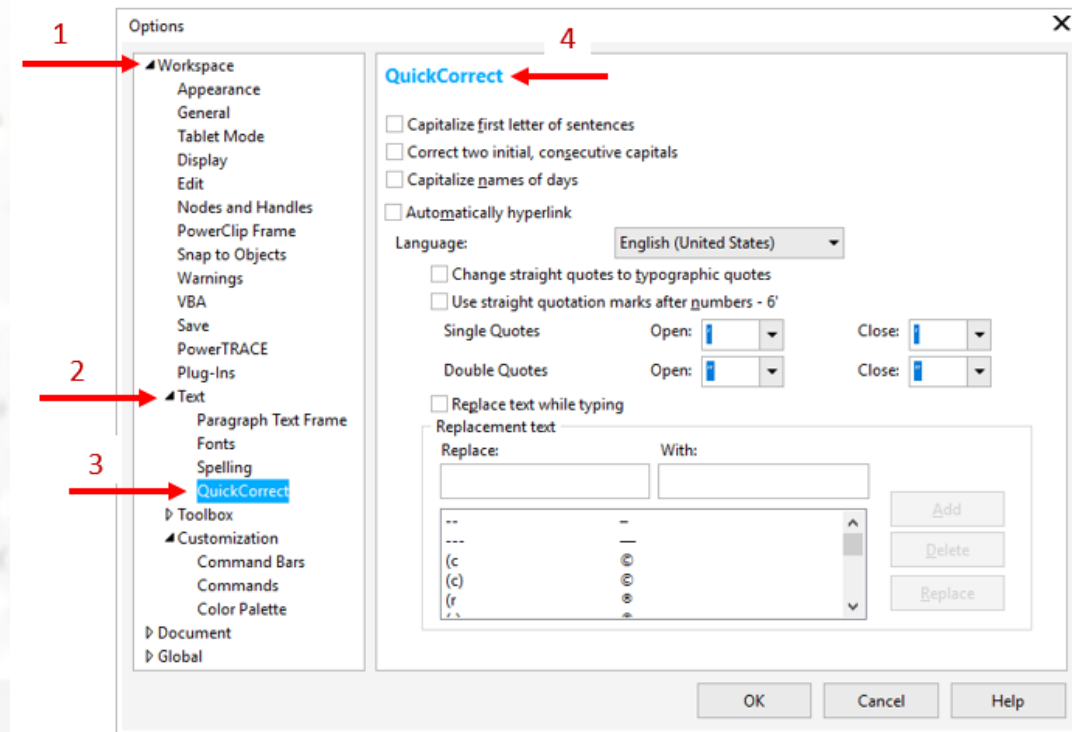 Options
1
4
Workspace
Appearance
General
Tablet Mode
Display
Edit
Nodes and Handles
PowerClip Frame
Snap to Objects
Warnings
VBA
Save
PowerTRACE
Plug-Ins
2
Text
Paragraph Text Frame
Fonts
Spelling
3
QuickCorrect
Toolbox
Customization
Command Bars
Commands
Color Palette
Document
Global
QuickCorrect
Capitalize first letter of sentences
Correct two initial, consecutive capitals
Capitalize names of days
Automatically hyperlink
Language: English (United States)
Change straight quotes to typographic quotes
Use straight quotation marks after numbers - 6'
Single Quotes Open: Close:
Double Quotes Open: Close:
Replace text while typing
Replacement text
Replace: With:
-- –
--- —
(c ©
(c) ©
(r ®
Add
Delete
Replace
OK Cancel Help